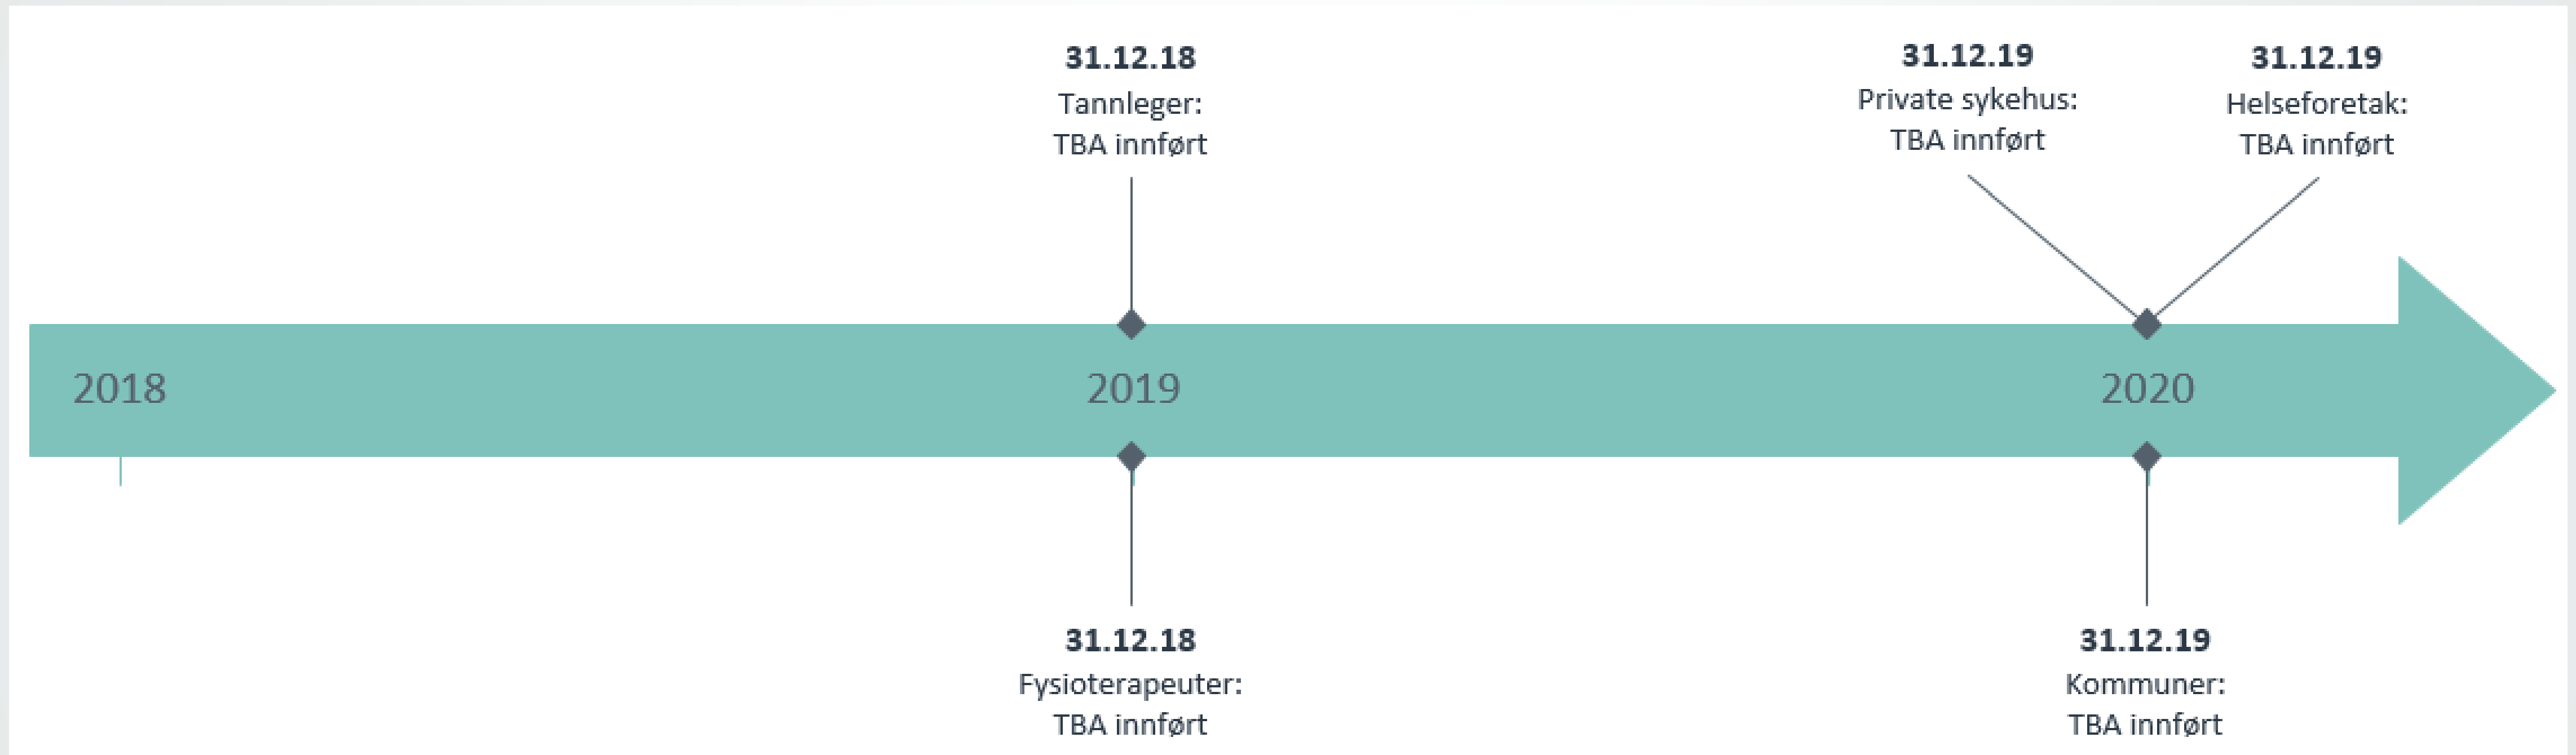 31.12.18
Tannleger:
TBA innført
31.12.19
Private sykehus:
TBA innført
31.12.19
Helseforetak:
TBA innført
2018
2019
2020
31.12.18
Fysioterapeuter:
TBA innført
31.12.19
Kommuner:
TBA innført